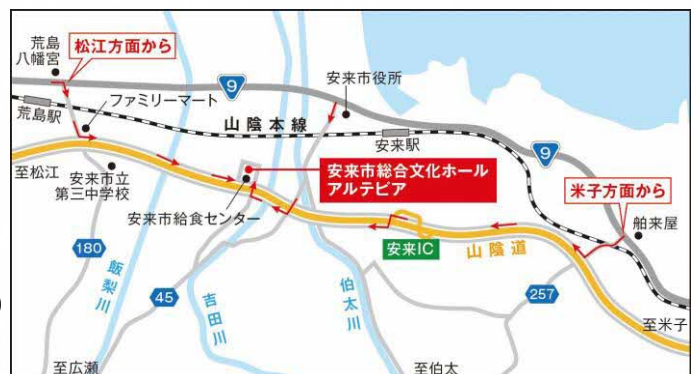 荒島
八幡宮
松江方面から
9
安来市役所
荒島駅
ファミリーマート
山陰本線
安来駅
9
至松江
安来市立
第三中学校
安来市総合文化ホール
アルテピア
米子方面から
安来市給食センター
舶来屋
180
飯梨川
45
吉田川
伯太川
安来IC
山陰道
257
至米子
至広瀬
至伯太